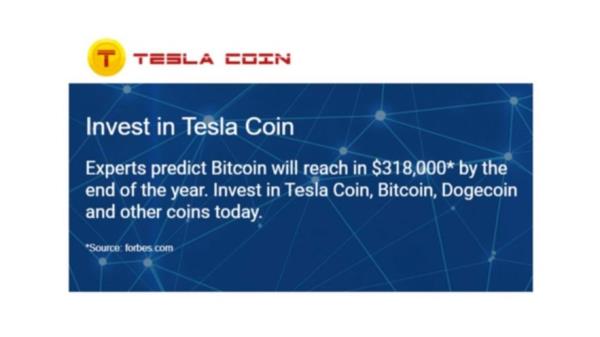 T TESLA COIN
Invest in Tesla Coin
Experts predict Bitcoin will reach in $318,000* by the
end of the year. Invest in Tesla Coin, Bitcoin, Dogecoin
and other coins today.
*Source: forbes.com